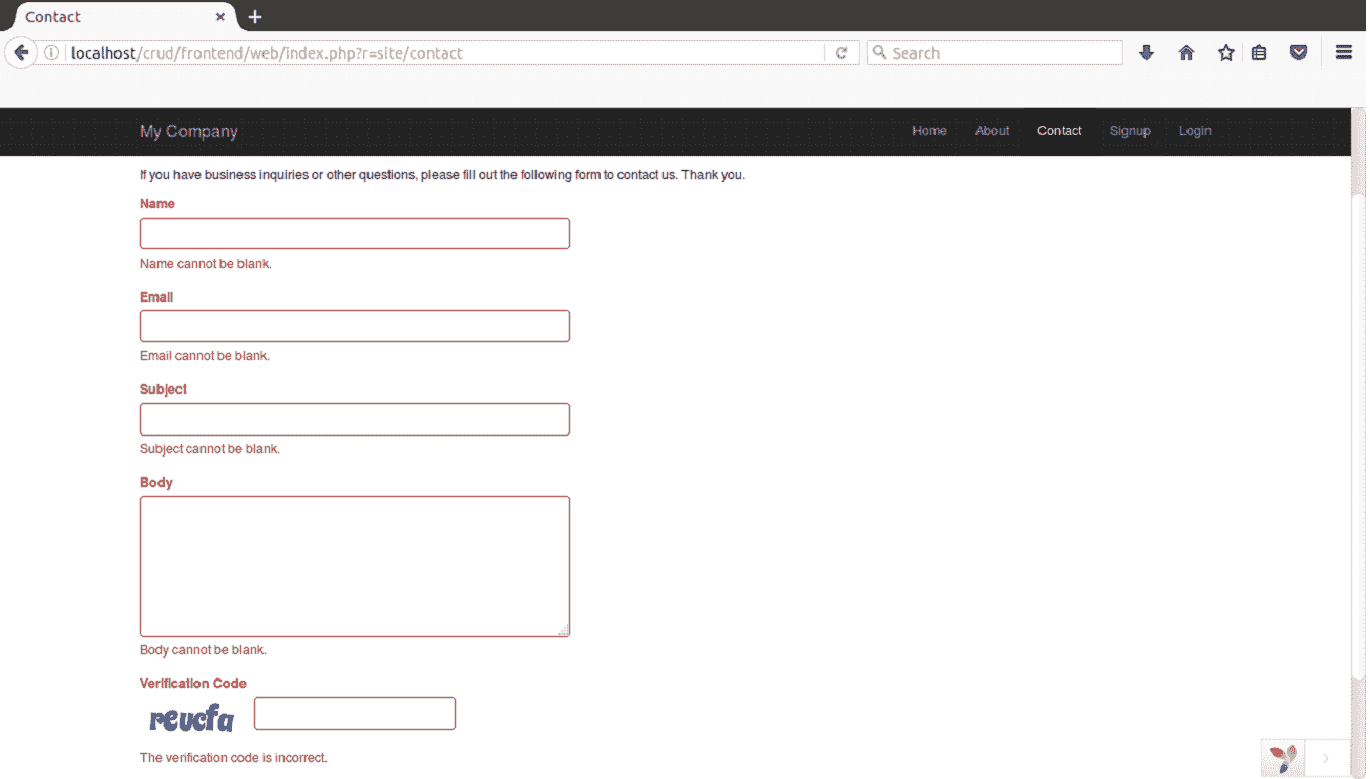 Contact
localhost/crud/frontend/web/index.php?r=site/contact
Search
My Company Home About Contact Signup Login
If you have business inquiries or other questions, please fill out the following form to contact us. Thank you.
Name
Name cannot be blank.
Email
Email cannot be blank.
Subject
Subject cannot be blank.
Body
Body cannot be blank.
Verification Code
The verification code is incorrect.